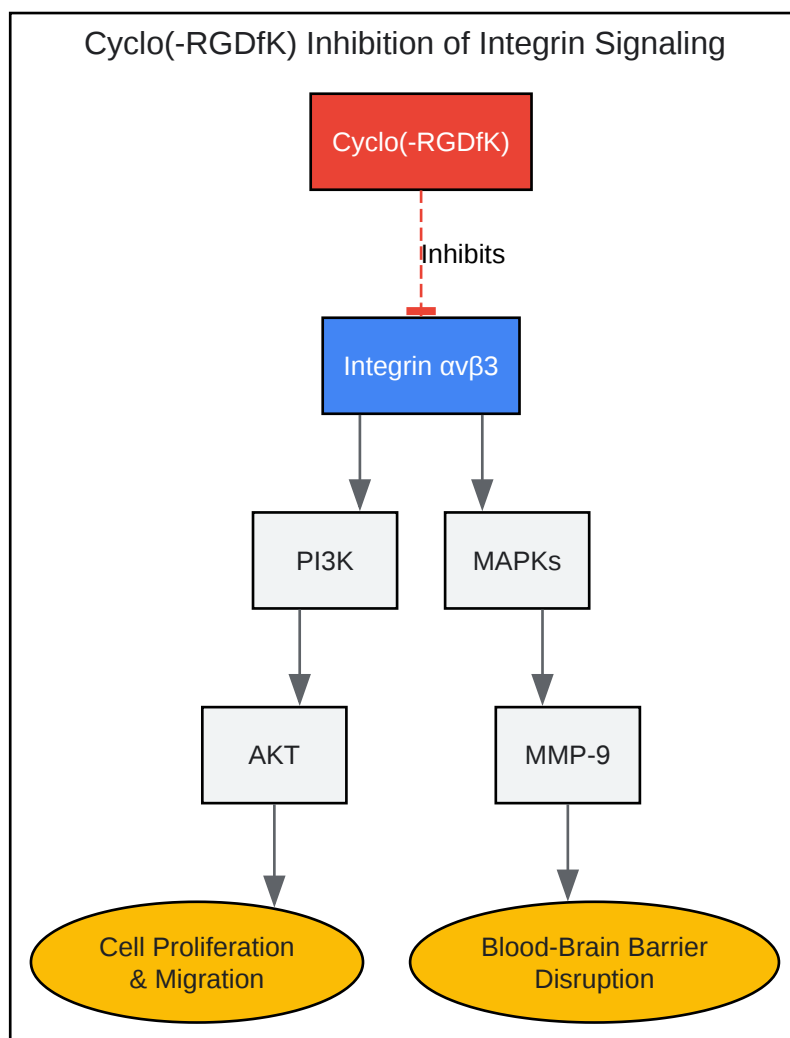 Cyclo(-RGDfK) Inhibition of Integrin Signaling
Cyclo(-RGDfK)
Inhibits
Integrin αvβ3
PI3K
MAPKs
AKT
MMP-9
Cell Proliferation
& Migration
Blood-Brain Barrier
Disruption